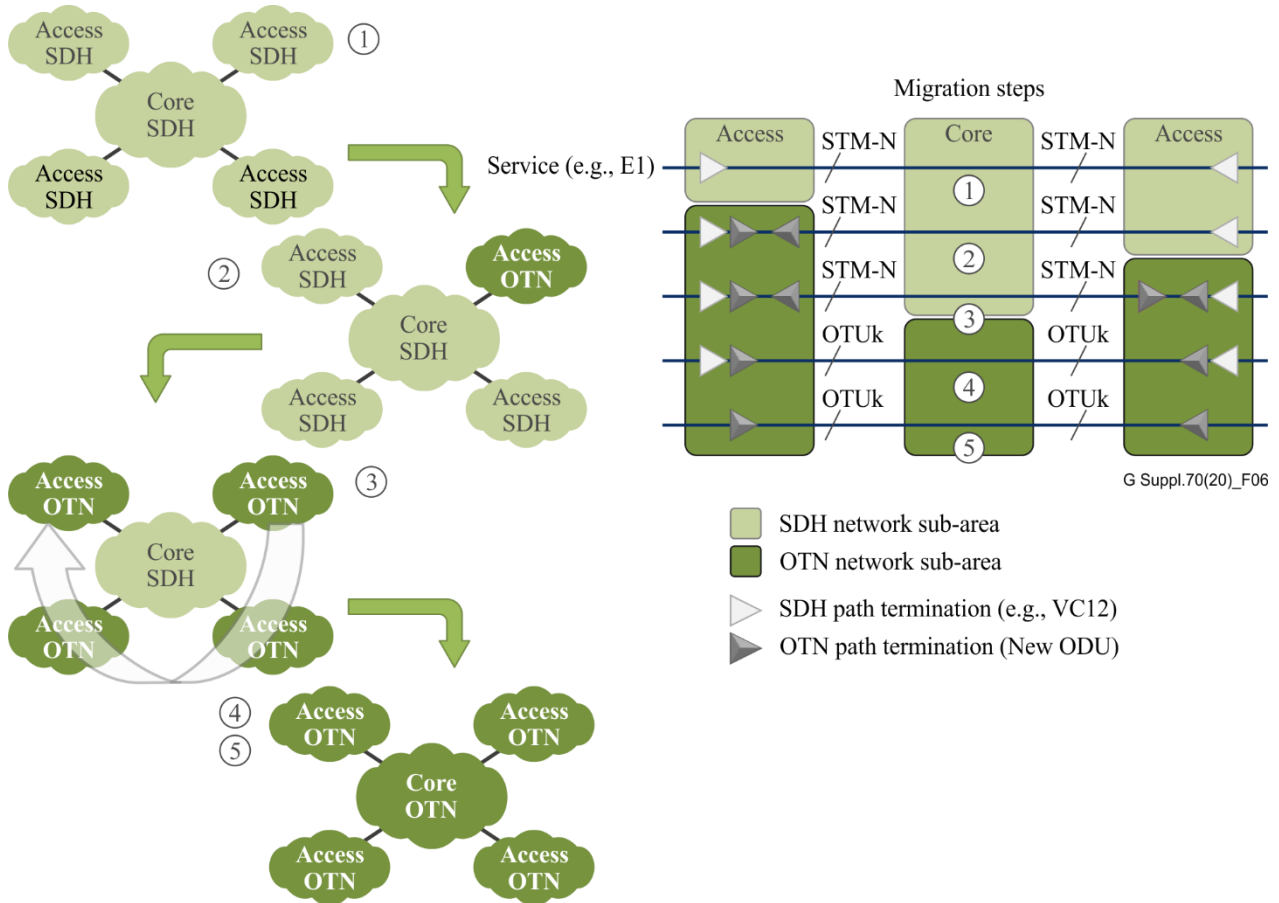 Access
SDH
Access
SDH
1
Core
SDH
Access
SDH
Access
SDH
2
Access
SDH
Access
OTN
Core
SDH
Access
SDH
Access
SDH
Access
OTN
Access
OTN
3
Core
SDH
Access
OTN
Access
OTN
4
5
Access
OTN
Access
OTN
Core
OTN
Access
OTN
Access
OTN
Migration steps
Access
STM-N
Core
STM-N
Access
Service (e.g., E1)
1
STM-N
STM-N
2
STM-N
STM-N
3
OTUk
OTUk
4
OTUk
OTUk
5
G Suppl.70(20)_F06
SDH network sub-area
OTN network sub-area
SDH path termination (e.g., VC12)
OTN path termination (New ODU)